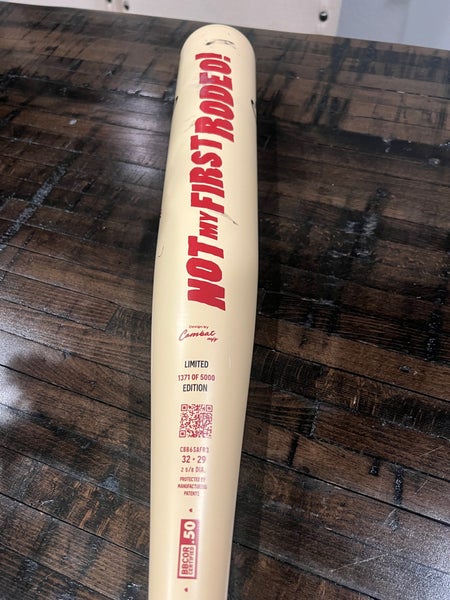 NOT MY FIRST RODEO!
Design by
Combat
LIMITED
1371 OF 5000
EDITION
32 - 29
2 5/8 DIA.
PROTECTED BY
MANUFACTURING
PATENTS
BBCOR
CERTIFIED
.50